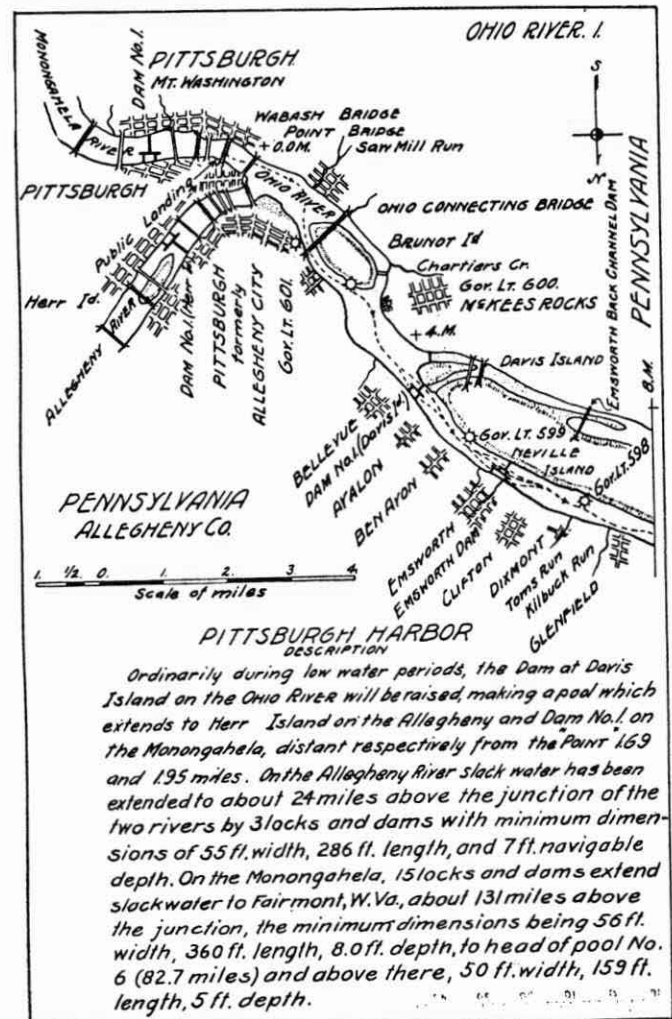 OHIO RIVER. 1.
PITTSBURGH
MT. WASHINGTON
DAM No.1.
MONONGAHELA
RIVER
WABASH BRIDGE
POINT BRIDGE
+ 0.0M.
Saw Mill Run
S
N
PITTSBURGH
Public Landing
OHIO RIVER
OHIO CONNECTING BRIDGE
BRUNOT Id
Chartiers Cr.
Gov. Lt. 600.
McKEES ROCKS
EMSWORTH BACK CHANNEL DAM
PENNSYLVANIA
Herr Id.
ALLEGHENY RIVER
DAM No.1.(Herr Id.)
PITTSBURGH
formerly
ALLEGHENY CITY
Gov. Lt. 601.
+ 4.M.
8.M.
DAVIS ISLAND
BELLEVUE
DAM No.1.(Davis Id.)
AVALON
BEN AVON
Gov. Lt. 599
NEVILLE
ISLAND
Gov. Lt. 598
EMSWORTH
EMSWORTH DAM
CLIFTON
DIXMONT
Toms Run
Kilbuck Run
GLENFIELD
PENNSYLVANIA
ALLEGHENY CO.
1. 1/2. 0. 1. 2. 3. 4.
Scale of miles
PITTSBURGH HARBOR
DESCRIPTION
Ordinarily during low water periods, the Dam at Davis
Island on the OHIO RIVER will be raised, making a pool which
extends to Herr Island on the Allegheny and Dam No.1. on
the Monongahela, distant respectively from the "POINT" 1.69
and 1.95 miles. On the Allegheny River slack water has been
extended to about 24 miles above the junction of the
two rivers by 3 locks and dams with minimum dimen-
sions of 55 ft. width, 286 ft. length, and 7 ft. navigable
depth. On the Monongahela, 15 locks and dams extend
slackwater to Fairmont, W. Va., about 131 miles above
the junction, the minimum dimensions being 56 ft.
width, 360 ft. length, 8.0 ft. depth, to head of pool No.
6 (82.7 miles) and above there, 50 ft. width, 159 ft.
length, 5 ft. depth.